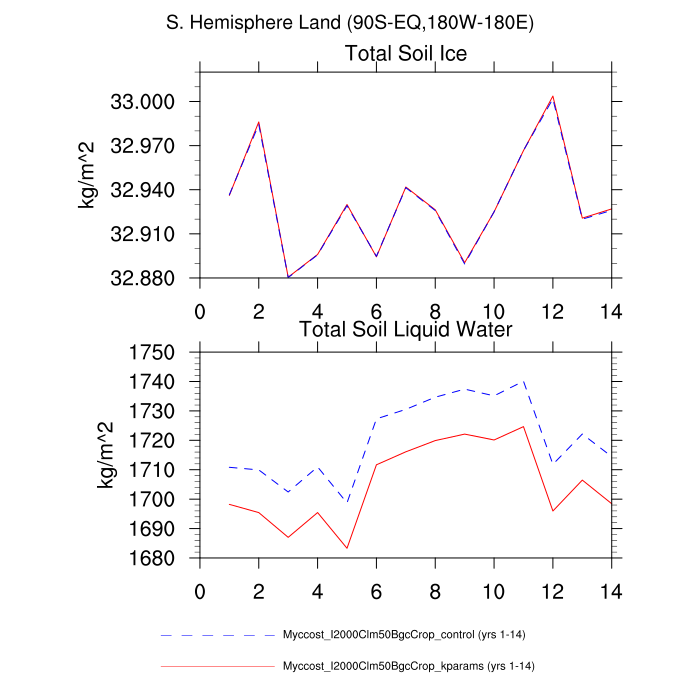 S. Hemisphere Land (90S-EQ,180W-180E)
Total Soil Ice
33.000
32.970
32.940
32.910
32.880
kg/m^2
0 2 4 6 8 10 12 14
Total Soil Liquid Water
1750
1740
1730
1720
1710
1700
1690
1680
kg/m^2
0 2 4 6 8 10 12 14
Myccost_I2000Clm50BgcCrop_control (yrs 1-14)
Myccost_I2000Clm50BgcCrop_kparams (yrs 1-14)